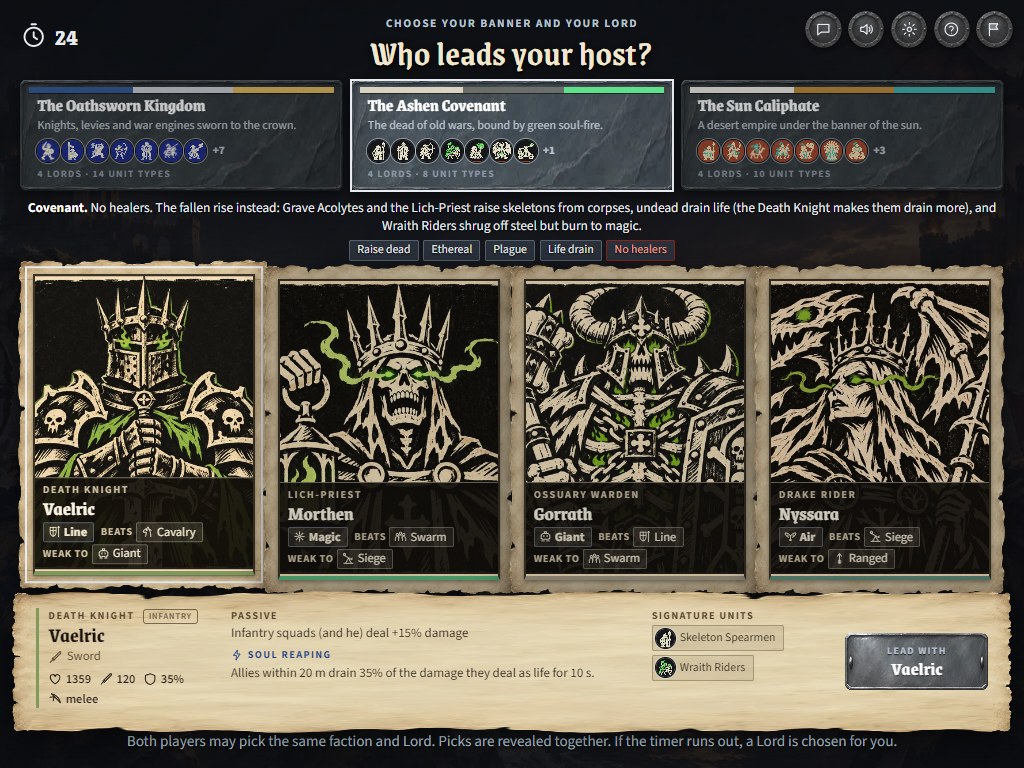 24
CHOOSE YOUR BANNER AND YOUR LORD
Who leads your host?
The Oathsworn Kingdom
Knights, levies and war engines sworn to the crown.
+7
4 LORDS · 14 UNIT TYPES
The Ashen Covenant
The dead of old wars, bound by green soul-fire.
+1
4 LORDS · 8 UNIT TYPES
The Sun Caliphate
A desert empire under the banner of the sun.
+3
4 LORDS · 10 UNIT TYPES
Covenant. No healers. The fallen rise instead: Grave Acolytes and the Lich-Priest raise skeletons from corpses, undead drain life (the Death Knight makes them drain more), and
Wraith Riders shrug off steel but burn to magic.
Raise dead Ethereal Plague Life drain No healers
DEATH KNIGHT
Vaelric
Line BEATS Cavalry
WEAK TO Giant
LICH-PRIEST
Morthen
Magic BEATS Swarm
WEAK TO Siege
OSSUARY WARDEN
Gorrath
Giant BEATS Line
WEAK TO Swarm
DRAKE RIDER
Nyssara
Air BEATS Siege
WEAK TO Ranged
DEATH KNIGHT INFANTRY
Vaelric
Sword
1359 120 35%
melee
PASSIVE
Infantry squads (and he) deal +15% damage
SOUL REAPING
Allies within 20 m drain 35% of the damage they deal as life for 10 s.
SIGNATURE UNITS
Skeleton Spearmen
Wraith Riders
LEAD WITH
Vaelric
Both players may pick the same faction and Lord. Picks are revealed together. If the timer runs out, a Lord is chosen for you.